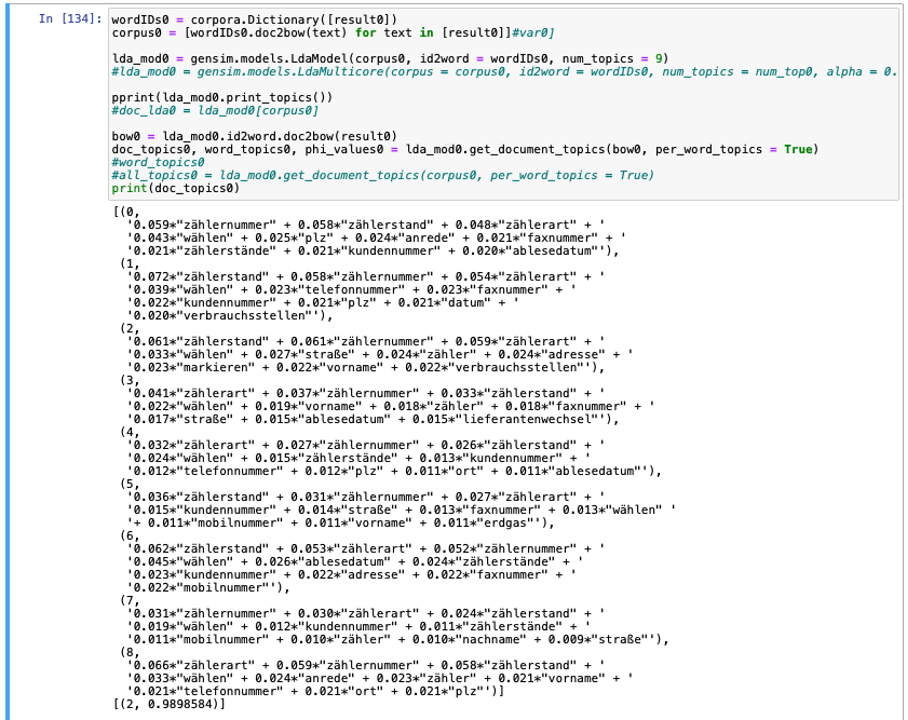 In [134]: wordIDs0 = corpora.Dictionary([result0])
corpus0 = [wordIDs0.doc2bow(text) for text in [result0]]#var0]
lda_mod0 = gensim.models.LdaModel(corpus0, id2word = wordIDs0, num_topics = 9)
#lda_mod0 = gensim.models.LdaMulticore(corpus = corpus0, id2word = wordIDs0, num_topics = num_top0, alpha = 0.
pprint(lda_mod0.print_topics())
#doc_lda0 = lda_mod0[corpus0]
bow0 = lda_mod0.id2word.doc2bow(result0)
doc_topics0, word_topics0, phi_values0 = lda_mod0.get_document_topics(bow0, per_word_topics = True)
#word_topics0
#all_topics0 = lda_mod0.get_document_topics(corpus0, per_word_topics = True)
print(doc_topics0)
[(0,
'0.059*"zählernummer" + 0.058*"zählerstand" + 0.048*"zählerart" + '
'0.043*"wählen" + 0.025*"plz" + 0.024*"anrede" + 0.021*"faxnummer" + '
'0.021*"zählerstände" + 0.021*"kundennummer" + 0.020*"ablesedatum"'),
(1,
'0.072*"zählerstand" + 0.058*"zählernummer" + 0.054*"zählerart" + '
'0.039*"wählen" + 0.023*"telefonnummer" + 0.023*"faxnummer" + '
'0.022*"kundennummer" + 0.021*"plz" + 0.021*"datum" + '
'0.020*"verbrauchsstellen"'),
(2,
'0.061*"zählerstand" + 0.061*"zählernummer" + 0.059*"zählerart" + '
'0.033*"wählen" + 0.027*"straße" + 0.024*"zähler" + 0.024*"adresse" + '
'0.023*"markieren" + 0.022*"vorname" + 0.022*"verbrauchsstellen"'),
(3,
'0.041*"zählerart" + 0.037*"zählernummer" + 0.033*"zählerstand" + '
'0.022*"wählen" + 0.019*"vorname" + 0.018*"zähler" + 0.018*"faxnummer" + '
'0.017*"straße" + 0.015*"ablesedatum" + 0.015*"lieferantenwechsel"'),
(4,
'0.032*"zählerart" + 0.027*"zählernummer" + 0.026*"zählerstand" + '
'0.024*"wählen" + 0.015*"zählerstände" + 0.013*"kundennummer" + '
'0.012*"telefonnummer" + 0.012*"plz" + 0.011*"ort" + 0.011*"ablesedatum"'),
(5,
'0.036*"zählerstand" + 0.031*"zählernummer" + 0.027*"zählerart" + '
'0.015*"kundennummer" + 0.014*"straße" + 0.013*"faxnummer" + 0.013*"wählen" '
'+ 0.011*"mobilnummer" + 0.011*"vorname" + 0.011*"erdgas"'),
(6,
'0.062*"zählerstand" + 0.053*"zählerart" + 0.052*"zählernummer" + '
'0.045*"wählen" + 0.026*"ablesedatum" + 0.024*"zählerstände" + '
'0.023*"kundennummer" + 0.022*"adresse" + 0.022*"faxnummer" + '
'0.022*"mobilnummer"'),
(7,
'0.031*"zählernummer" + 0.030*"zählerart" + 0.024*"zählerstand" + '
'0.019*"wählen" + 0.012*"kundennummer" + 0.011*"zählerstände" + '
'0.011*"mobilnummer" + 0.010*"zähler" + 0.010*"nachname" + 0.009*"straße"'),
(8,
'0.066*"zählerart" + 0.059*"zählernummer" + 0.058*"zählerstand" + '
'0.033*"wählen" + 0.024*"anrede" + 0.023*"zähler" + 0.021*"vorname" + '
'0.021*"telefonnummer" + 0.021*"ort" + 0.021*"plz"')]
[(2, 0.9898584)]